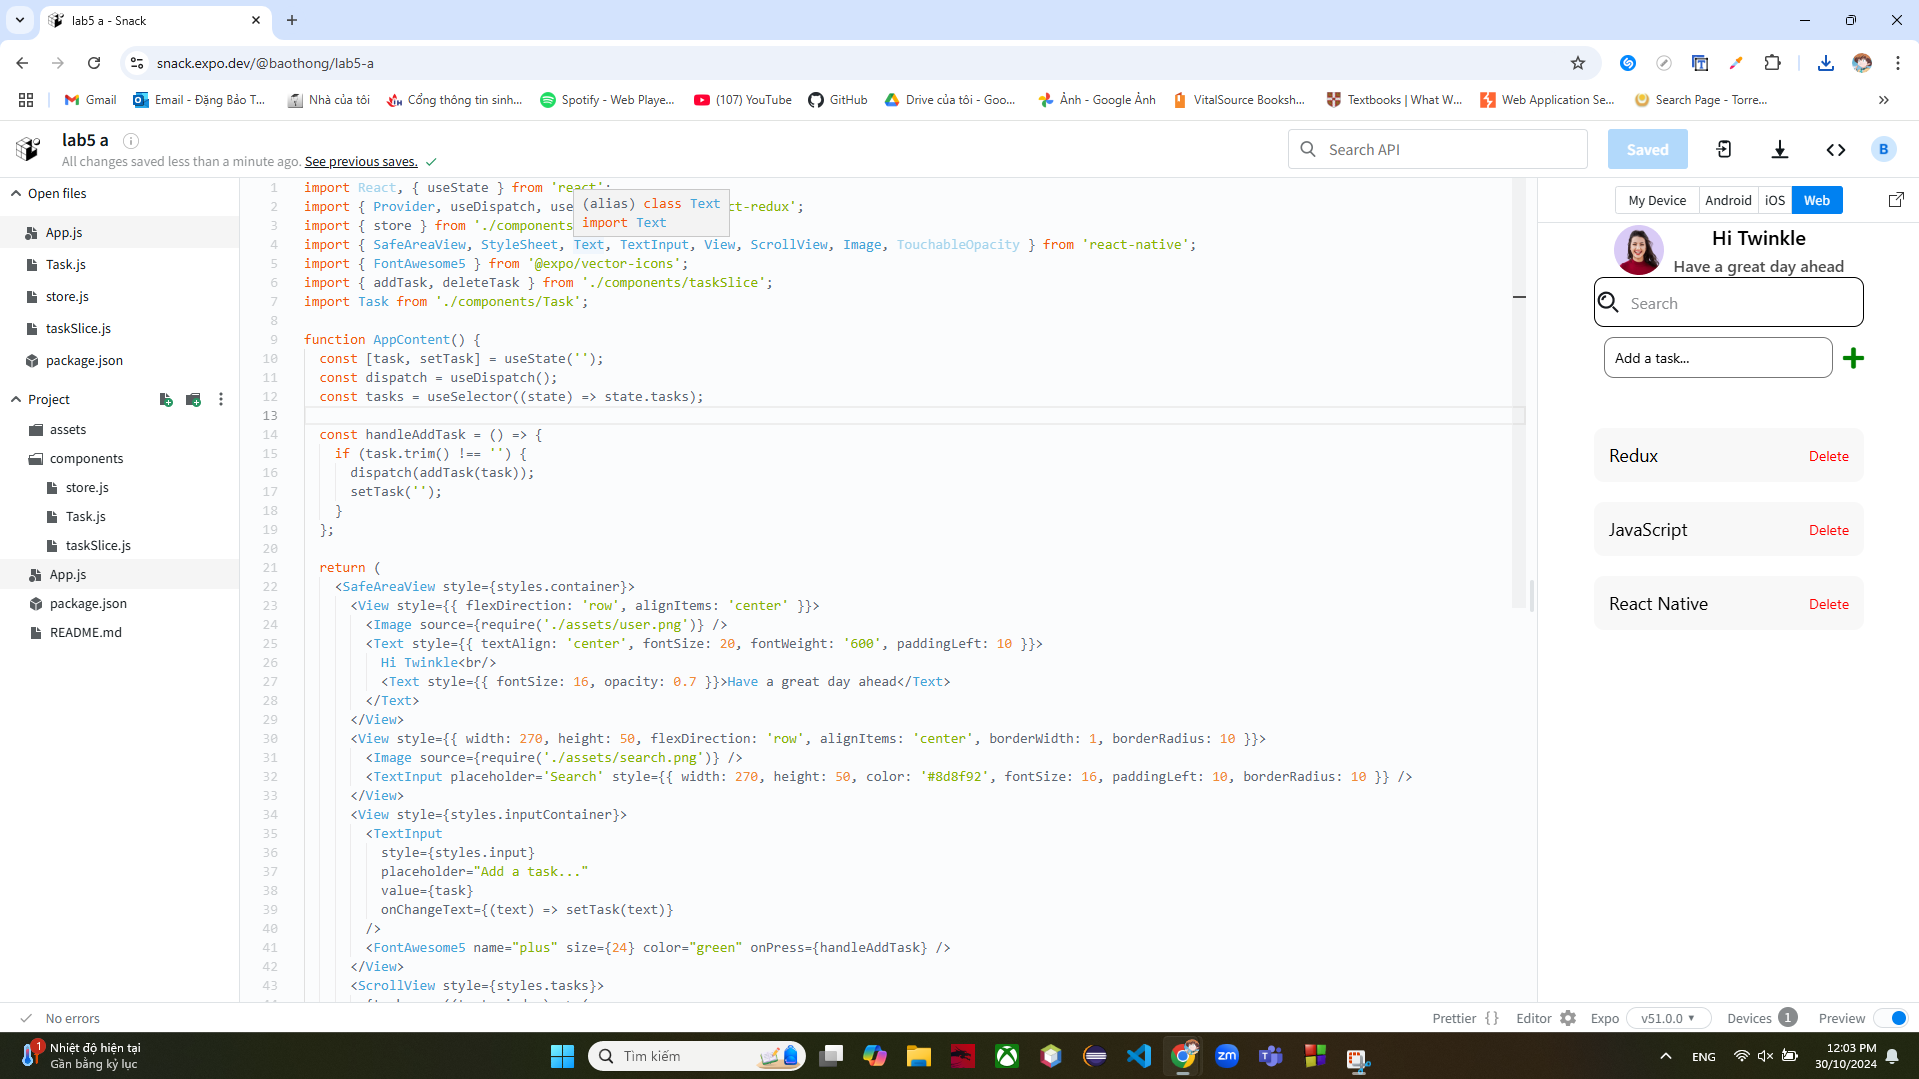 lab5 a - Snack
snack.expo.dev/@baothong/lab5-a
Gmail
Email - Đặng Bảo T...
Nhà của tôi
Cổng thông tin sinh...
Spotify - Web Playe...
(107) YouTube
GitHub
Drive của tôi - Goo...
Ảnh - Google Ảnh
VitalSource Booksh...
Textbooks | What W...
Web Application Se...
Search Page - Torre...
lab5 a
All changes saved less than a minute ago. See previous saves.
Search API
Saved
B
Open files
App.js
Task.js
store.js
taskSlice.js
package.json
Project
assets
components
store.js
Task.js
taskSlice.js
App.js
package.json
README.md
1 import React, { useState } from 'react';
2 import { Provider, useDispatch, use ct-redux';
(alias) class Text
import Text
3 import { store } from './components
4 import { SafeAreaView, StyleSheet, Text, TextInput, View, ScrollView, Image, TouchableOpacity } from 'react-native';
5 import { FontAwesome5 } from '@expo/vector-icons';
6 import { addTask, deleteTask } from './components/taskSlice';
7 import Task from './components/Task';
8
9 function AppContent() {
10 const [task, setTask] = useState('');
11 const dispatch = useDispatch();
12 const tasks = useSelector((state) => state.tasks);
13
14 const handleAddTask = () => {
15 if (task.trim() !== '') {
16 dispatch(addTask(task));
17 setTask('');
18 }
19 };
20
21 return (
22 <SafeAreaView style={styles.container}>
23 <View style={{ flexDirection: 'row', alignItems: 'center' }}>
24 <Image source={require('./assets/user.png')} />
25 <Text style={{ textAlign: 'center', fontSize: 20, fontWeight: '600', paddingLeft: 10 }}>
26 Hi Twinkle<br/>
27 <Text style={{ fontSize: 16, opacity: 0.7 }}>Have a great day ahead</Text>
28 </Text>
29 </View>
30 <View style={{ width: 270, height: 50, flexDirection: 'row', alignItems: 'center', borderWidth: 1, borderRadius: 10 }}>
31 <Image source={require('./assets/search.png')} />
32 <TextInput placeholder='Search' style={{ width: 270, height: 50, color: '#8d8f92', fontSize: 16, paddingLeft: 10, borderRadius: 10 }} />
33 </View>
34 <View style={styles.inputContainer}>
35 <TextInput
36 style={styles.input}
37 placeholder="Add a task..."
38 value={task}
39 onChangeText={(text) => setTask(text)}
40 />
41 <FontAwesome5 name="plus" size={24} color="green" onPress={handleAddTask} />
42 </View>
43 <ScrollView style={styles.tasks}>
My Device
Android
iOS
Web
Hi Twinkle
Have a great day ahead
Search
Add a task...
Redux
Delete
JavaScript
Delete
React Native
Delete
No errors
Prettier {}
Editor
Expo
v51.0.0
Devices 1
Preview
1
Nhiệt độ hiện tại
Gần bằng kỷ lục
Tìm kiếm
zm
ENG
12:03 PM
30/10/2024